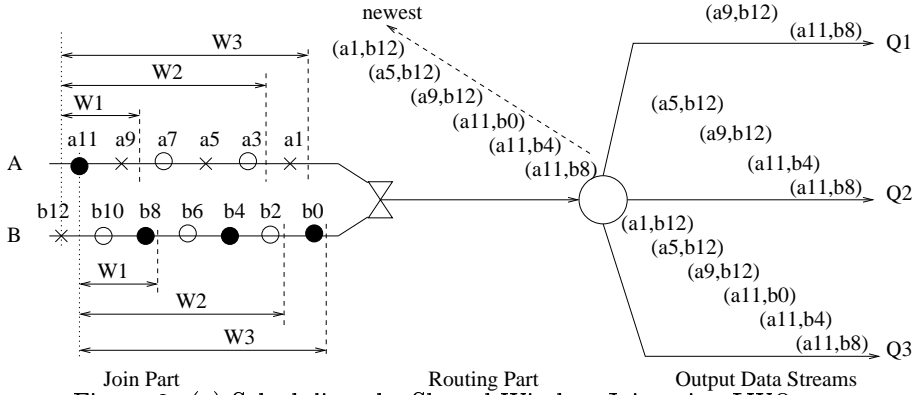 newest
(a9,b12)
(a11,b8)
Q1
W3
(a1,b12)
W2
(a5,b12)
W1
(a9,b12)
(a5,b12)
a11 a9 a7 a5 a3 a1
(a11,b0)
(a9,b12)
A
(a11,b4)
(a11,b4)
(a11,b8)
(a11,b8)
Q2
b12 b10 b8 b6 b4 b2 b0
(a1,b12)
B
(a5,b12)
W1
(a9,b12)
W2
(a11,b0)
W3
(a11,b4)
(a11,b8)
Q3
Join Part Routing Part Output Data Streams